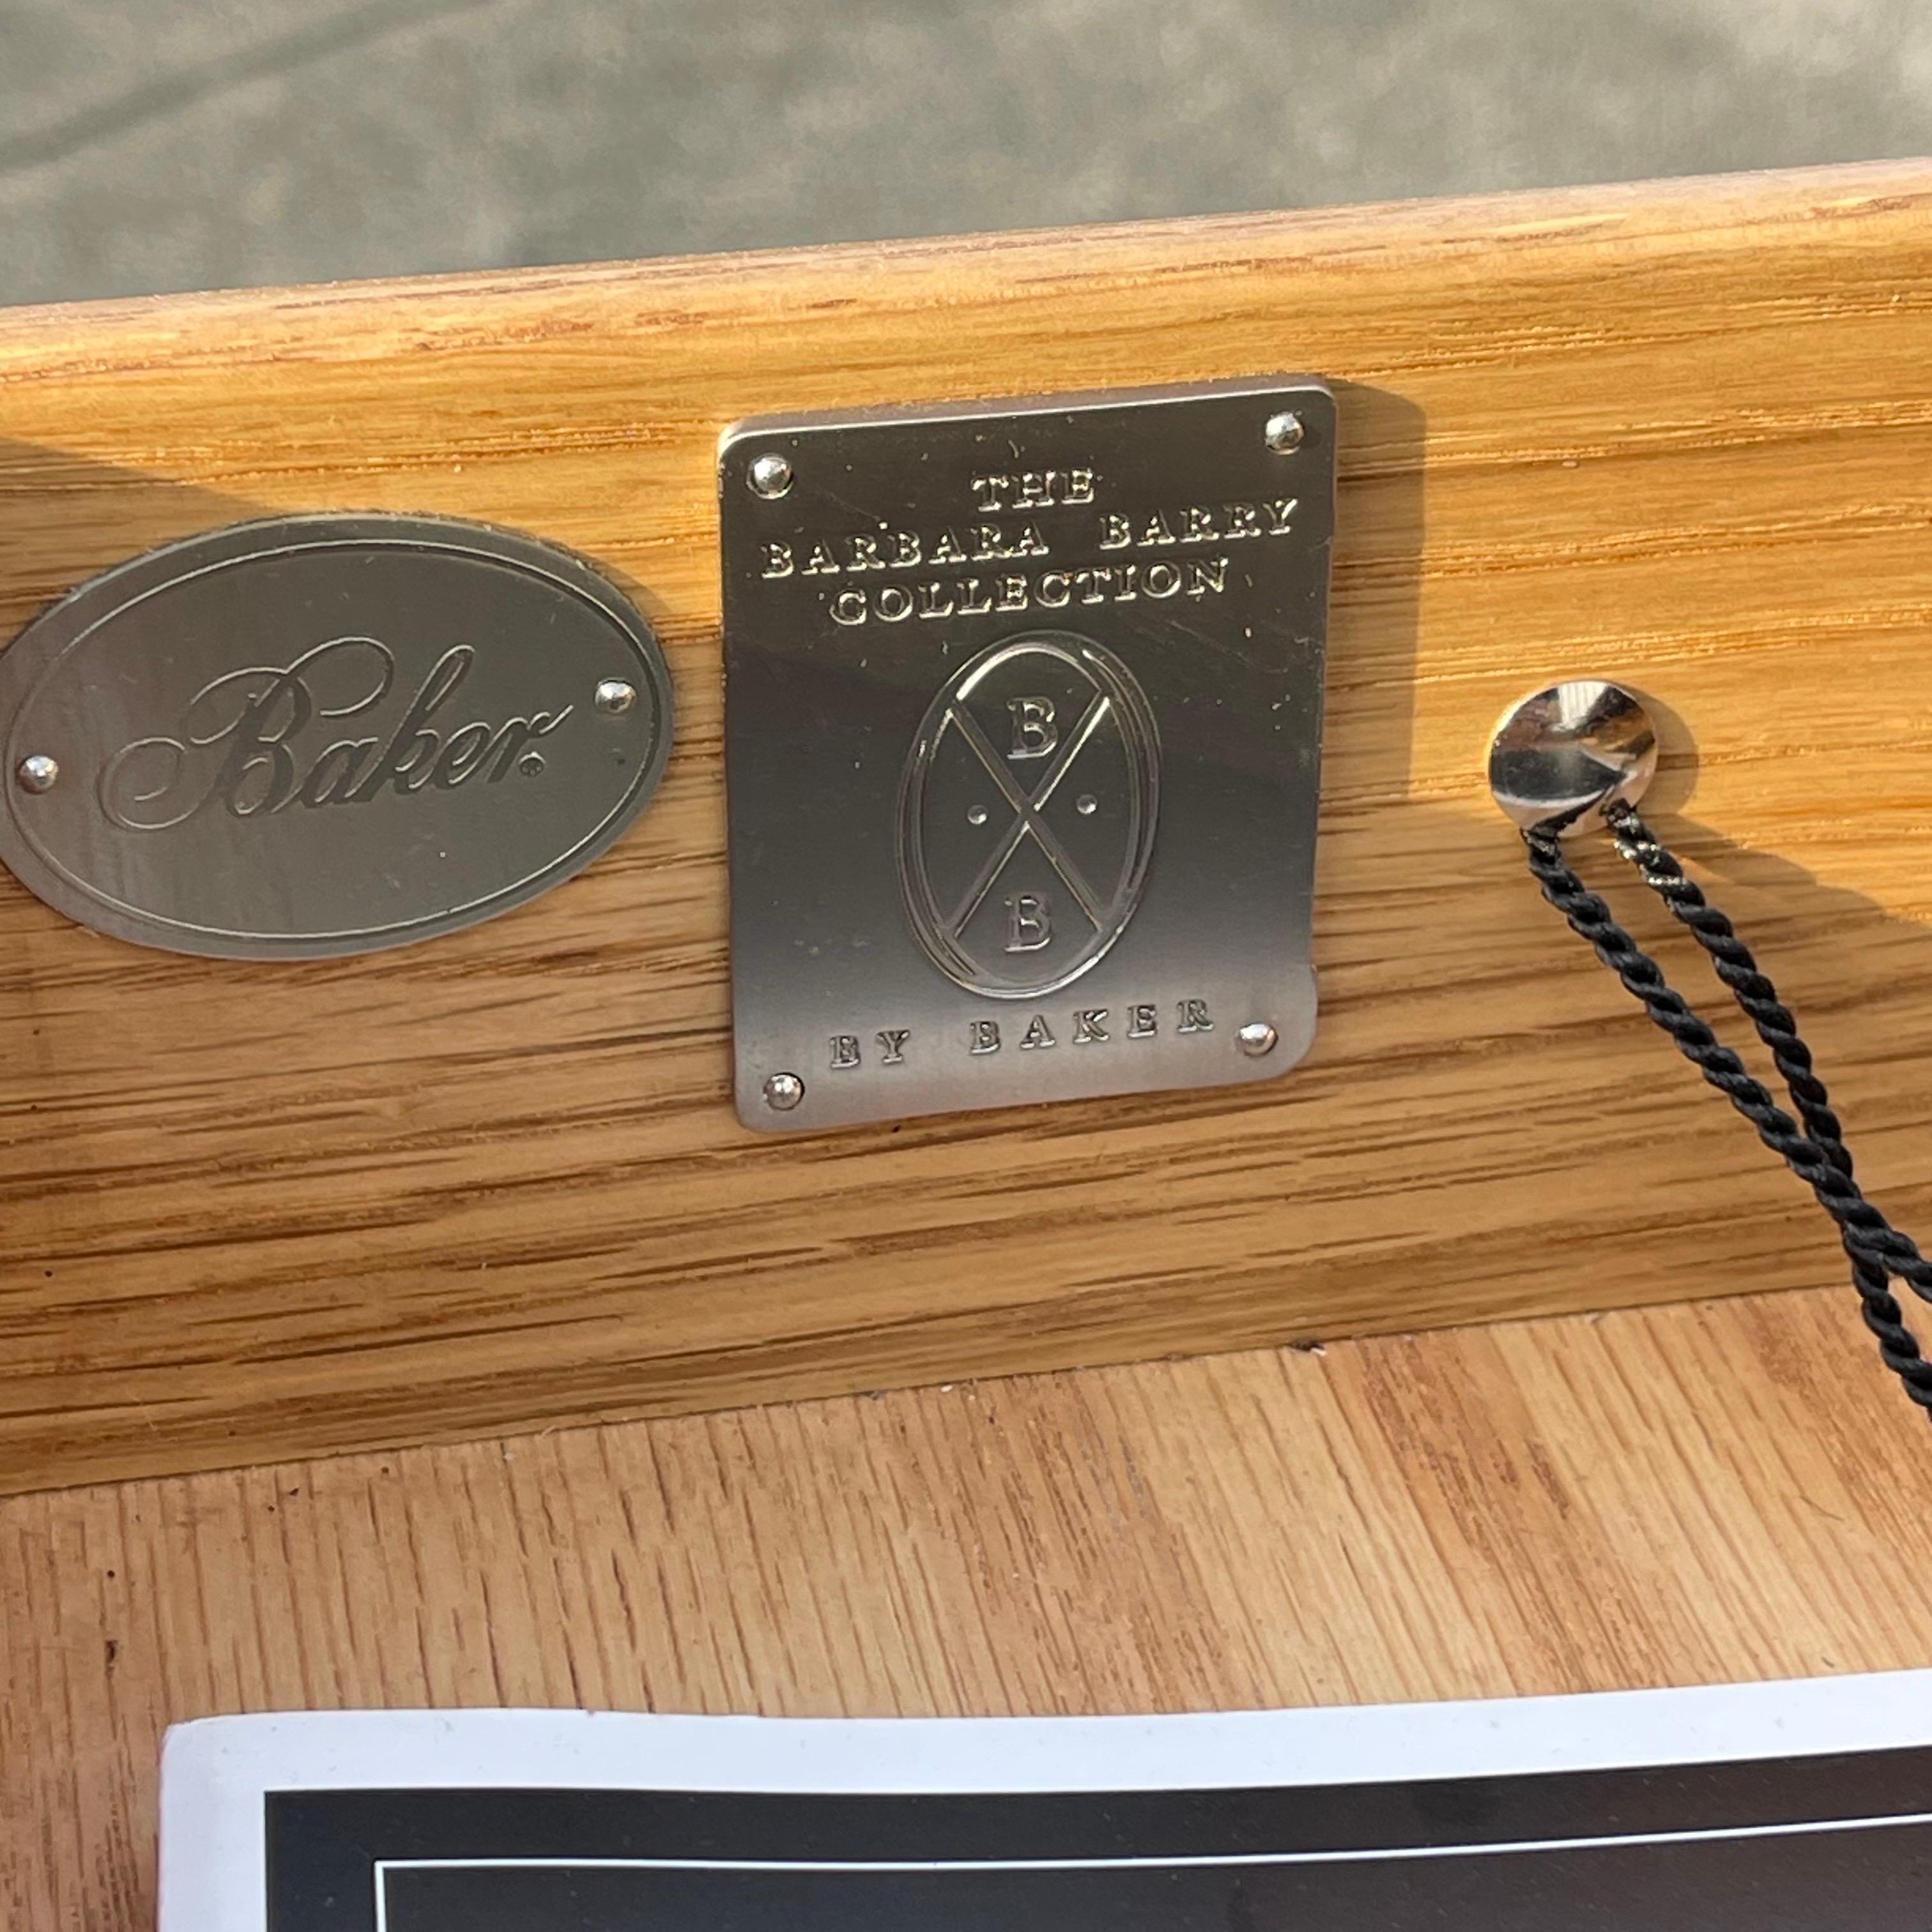 Baker®
THE
BARBARA BARRY
COLLECTION
B
B
BY BAKER